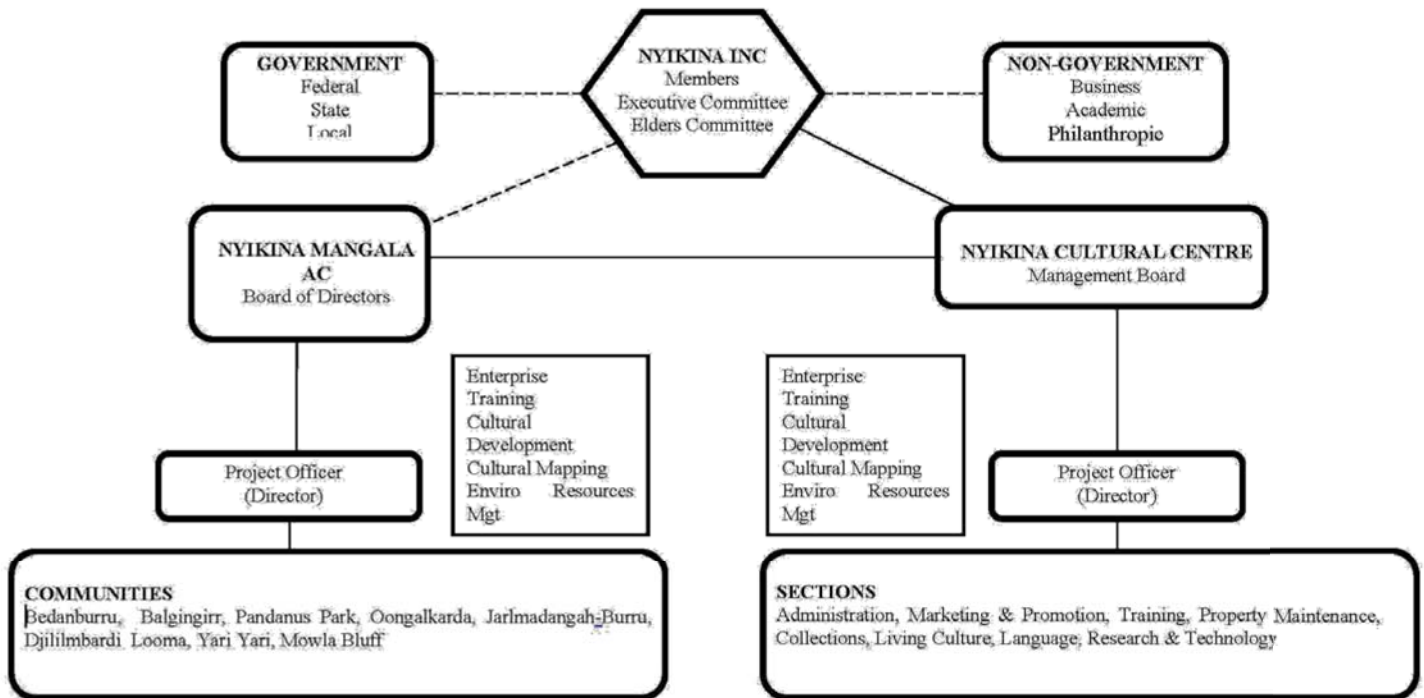 GOVERNMENT
Federal
State
Local
NYIKINA INC
Members
Executive Committee
Elders Committee
NON-GOVERNMENT
Business
Academic
Philanthropic
NYIKINA MANGALA
AC
Board of Directors
NYIKINA CULTURAL CENTRE
Management Board
Enterprise
Training
Cultural
Development
Cultural Mapping
Enviro Resources
Mgt
Enterprise
Training
Cultural
Development
Cultural Mapping
Enviro Resources
Mgt
Project Officer
(Director)
Project Officer
(Director)
COMMUNITIES
Bedanburru, Balgingirr, Pandanus Park, Oongalkarda, Jarlmadangah-Burru,
Djililmbardi Looma, Yari Yari, Mowla Bluff
SECTIONS
Administration, Marketing & Promotion, Training, Property Maintenance,
Collections, Living Culture, Language, Research & Technology